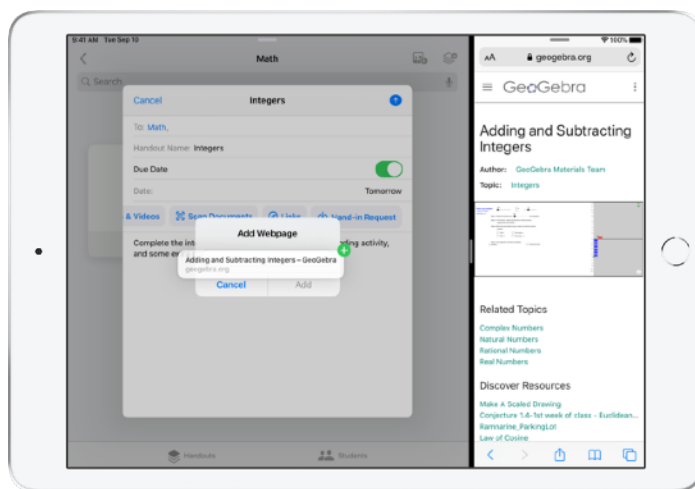 9:41 AM Tue Sep 10
Math
Search
Cancel
Integers
To: Math,
Handout Name: Integers
Due Date
Date:
Tomorrow
& Videos
Scan Documents
Links
Hand-in Request
Complete the int
ding activity,
and some ex
Add Webpage
Adding and Subtracting Integers – GeoGebra
geogebra.org
Cancel
Add
Handouts
Students
100%
AA
geogebra.org
GeoGebra
Adding and Subtracting
Integers
Author: GeoGebra Materials Team
Topic: Integers
Related Topics
Complex Numbers
Natural Numbers
Rational Numbers
Real Numbers
Discover Resources
Make A Scaled Drawing
Conjecture 1.4-1st week of class - Euclidean...
Ramnarine_ParkingLot
Law of Cosine